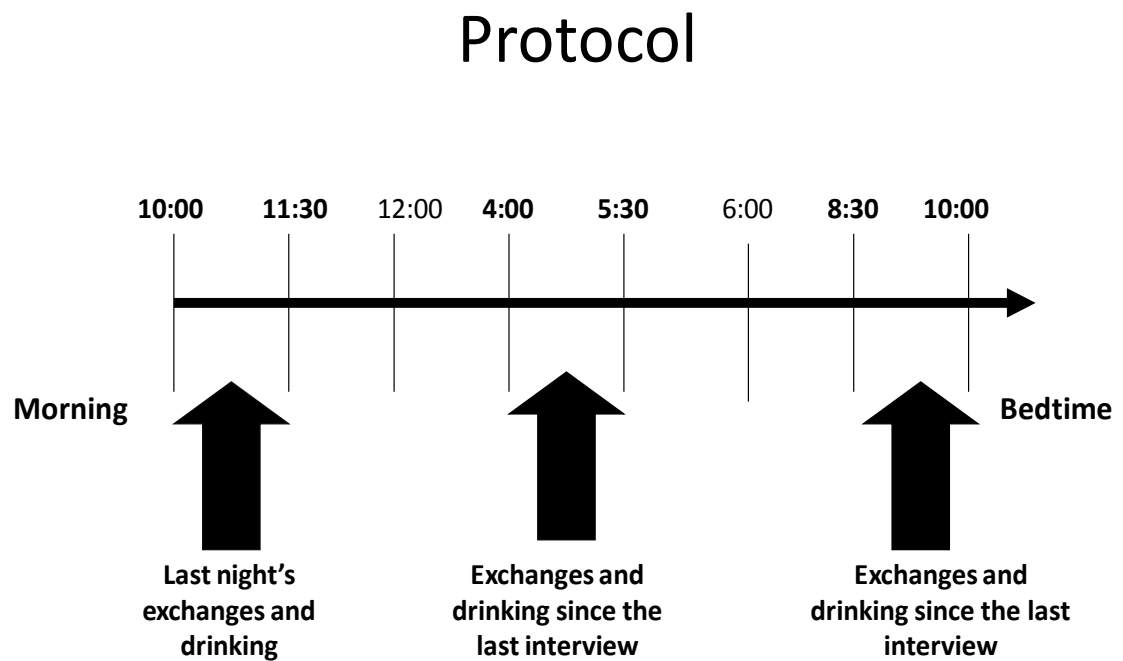 Protocol
10:00 11:30 12:00 4:00 5:30 6:00 8:30 10:00
Morning
Bedtime
Last night's
exchanges and
drinking
Exchanges and
drinking since the
last interview
Exchanges and
drinking since the last
interview